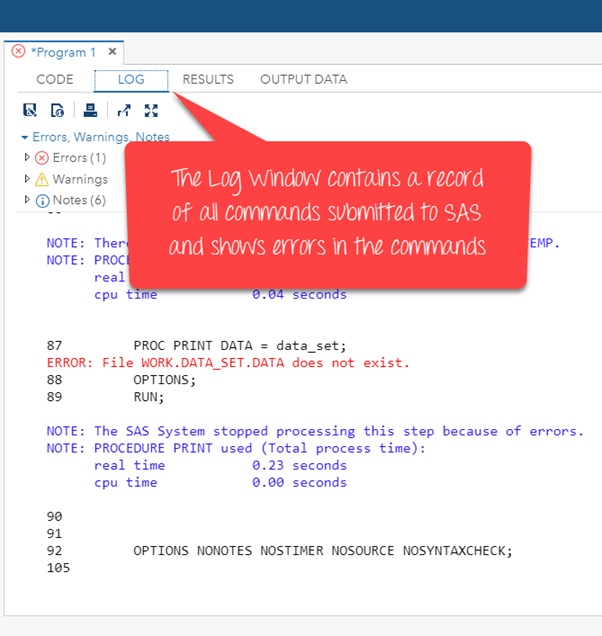 *Program 1 ×
CODE LOG RESULTS OUTPUT DATA
Errors, Warnings, Notes
Errors (1)
Warnings
Notes (6)
The Log Window contains a record
of all commands submitted to SAS
and shows errors in the commands
NOTE: There EMP.
NOTE: PROCE
real
cpu time 0.04 seconds
87 PROC PRINT DATA = data_set;
ERROR: File WORK.DATA_SET.DATA does not exist.
88 OPTIONS;
89 RUN;
NOTE: The SAS System stopped processing this step because of errors.
NOTE: PROCEDURE PRINT used (Total process time):
real time 0.23 seconds
cpu time 0.00 seconds
90
91
92 OPTIONS NONOTES NOSTIMER NOSOURCE NOSYNTAXCHECK;
105